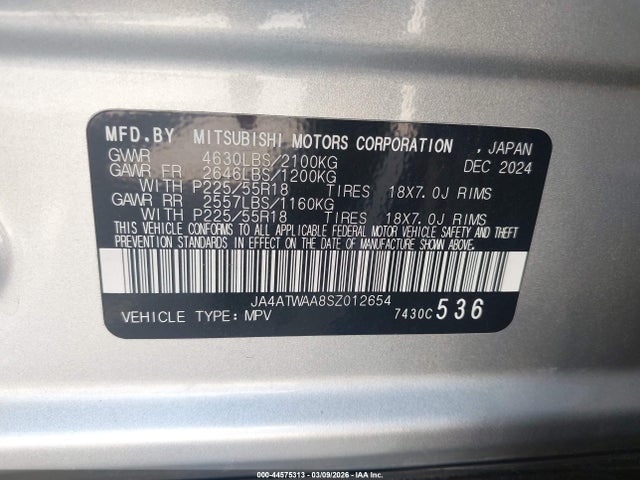 MFD.BY MITSUBISHI MOTORS CORPORATION , JAPAN
GVWR 4630LBS/2100KG DEC 2024
GAWR FR 2646LBS/1200KG
WITH P225/55R18 TIRES 18X7.0J RIMS
GAWR RR 2557LBS/1160KG
WITH P225/55R18 TIRES 18X7.0J RIMS
THIS VEHICLE CONFORMS TO ALL APPLICABLE FEDERAL MOTOR VEHICLE SAFETY AND THEFT
PREVENTION STANDARDS IN EFFECT ON THE DATE OF MANUFACTURE SHOWN ABOVE.
JA4ATWAA8SZ012654
VEHICLE TYPE:MPV 7430C 536
000-44575313 - 03/09/2026 - IAA Inc.